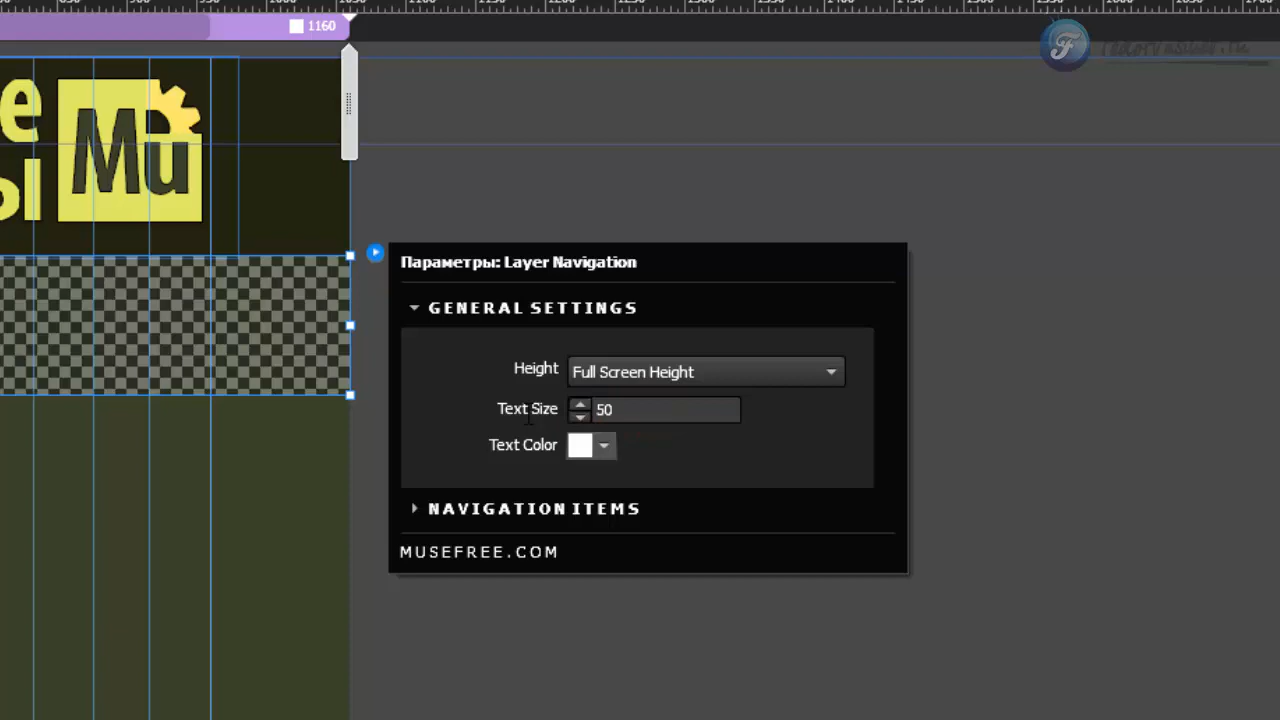 1160
е
Mu
ы
Параметры: Layer Navigation
GENERAL SETTINGS
Height Full Screen Height
Text Size 50
Text Color
NAVIGATION ITEMS
MUSEFREE.COM